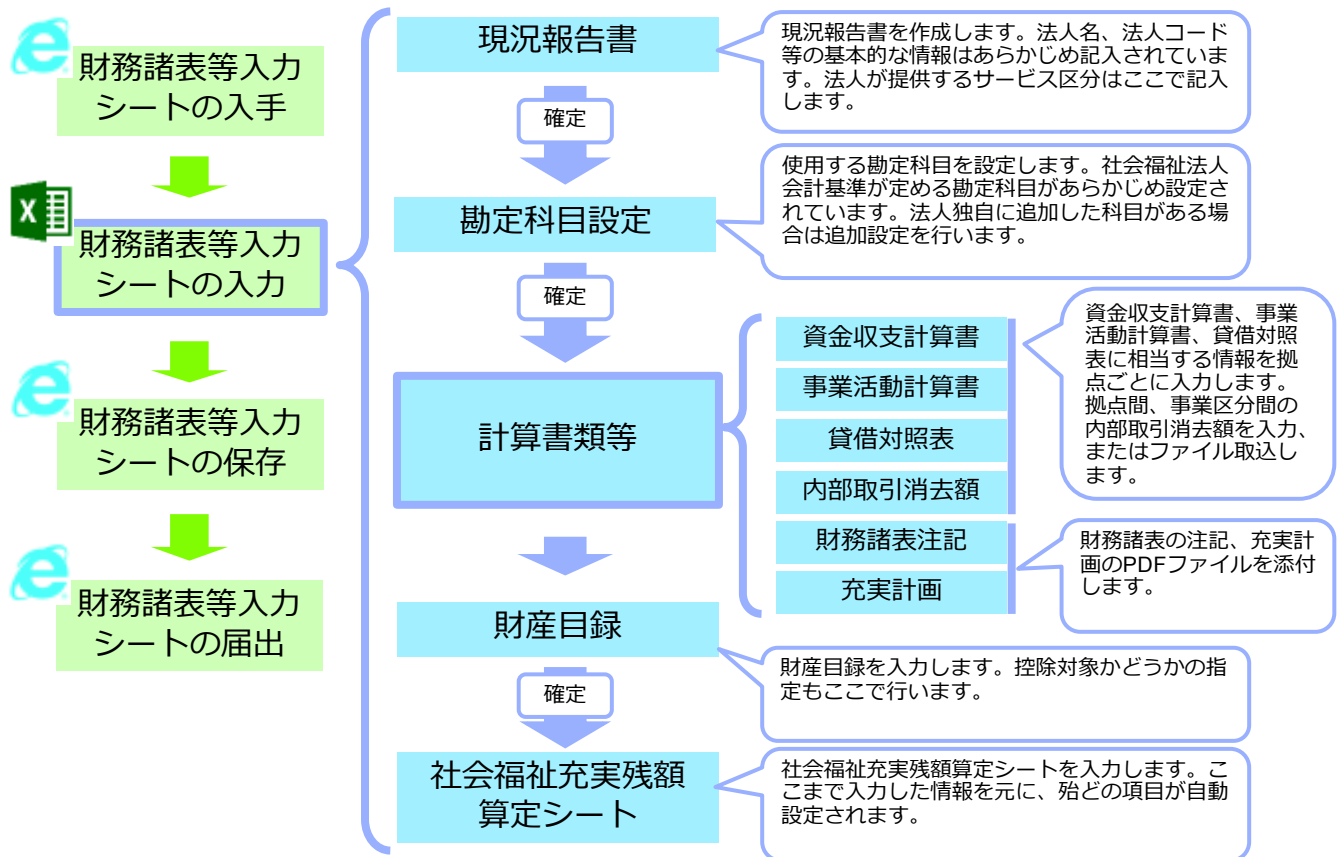 財務諸表等入力
シートの入手
財務諸表等入力
シートの入力
財務諸表等入力
シートの保存
財務諸表等入力
シートの届出
現況報告書
現況報告書を作成します。法人名、法人コード
等の基本的な情報はあらかじめ記入されていま
す。法人が提供するサービス区分はここで記入
します。
確定
勘定科目設定
使用する勘定科目を設定します。社会福祉法人
会計基準が定める勘定科目があらかじめ設定さ
れています。法人独自に追加した科目がある場
合は追加設定を行います。
確定
計算書類等
資金収支計算書
事業活動計算書
貸借対照表
内部取引消去額
財務諸表注記
充実計画
資金収支計算書、事業
活動計算書、貸借対照
表に相当する情報を拠
点ごとに入力します。
拠点間、事業区分間の
内部取引消去額を入力、
またはファイル取込し
ます。
財務諸表の注記、充実計
画のPDFファイルを添付
します。
財産目録
財産目録を入力します。控除対象かどうかの指
定もここで行います。
確定
社会福祉充実残額
算定シート
社会福祉充実残額算定シートを入力します。こ
こまで入力した情報を元に、殆どの項目が自動
設定されます。